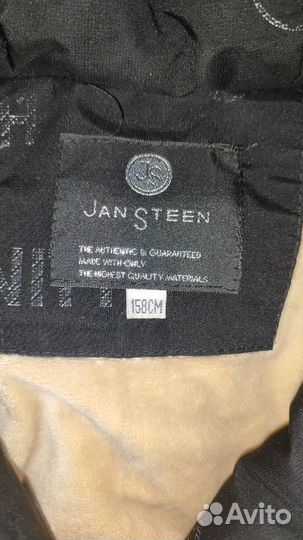 JS
JAN STEEN
THE AUTHENTIC & GUARANTEED
MADE WITH ONLY
THE HIGHEST QUALITY MATERIALS
158CM
Avito